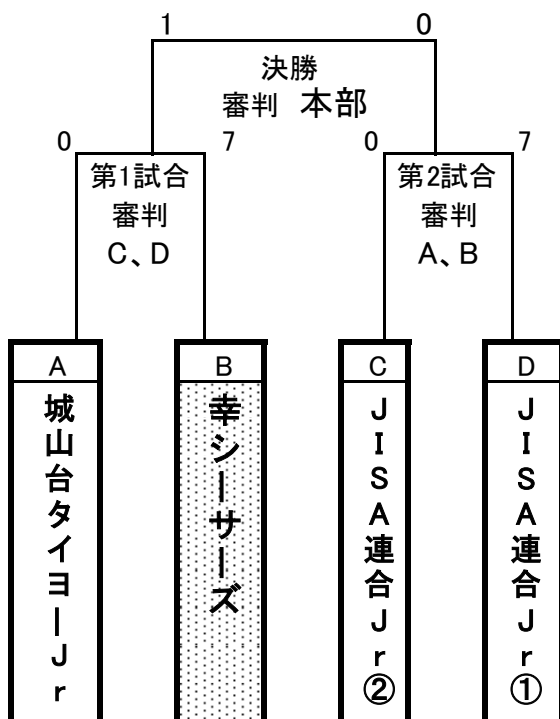 1 0
決勝
審判 本部
0 7 0 7
第1試合 第2試合
審判 審判
C、D A、B
A B C D
城山台タイヨーJr
幸シーサーズ
JISA連合Jr②
JISA連合Jr①